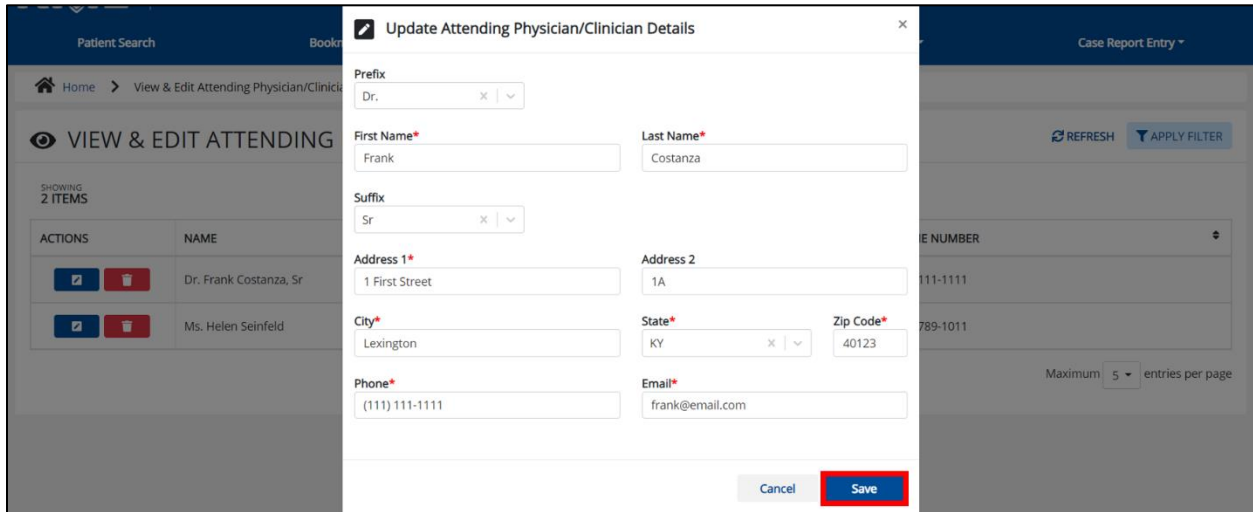 Update Attending Physician/Clinician Details
×
Patient Search
Case Report Entry
Home > View & Edit Attending
Prefix
Dr.
VIEW & EDIT ATTENDING
REFRESH APPLY FILTER
First Name* Last Name*
Frank Costanza
SHOWING
2 ITEMS
Suffix
Sr
ACTIONS NAME NUMBER
Address 1* Address 2
1 First Street 1A
Dr. Frank Costanza, Sr 111-1111
City* State* Zip Code*
Lexington KY 40123
Ms. Helen Seinfeld 789-1011
Maximum 5 entries per page
Phone* Email*
(111) 111-1111 frank@email.com
Cancel Save